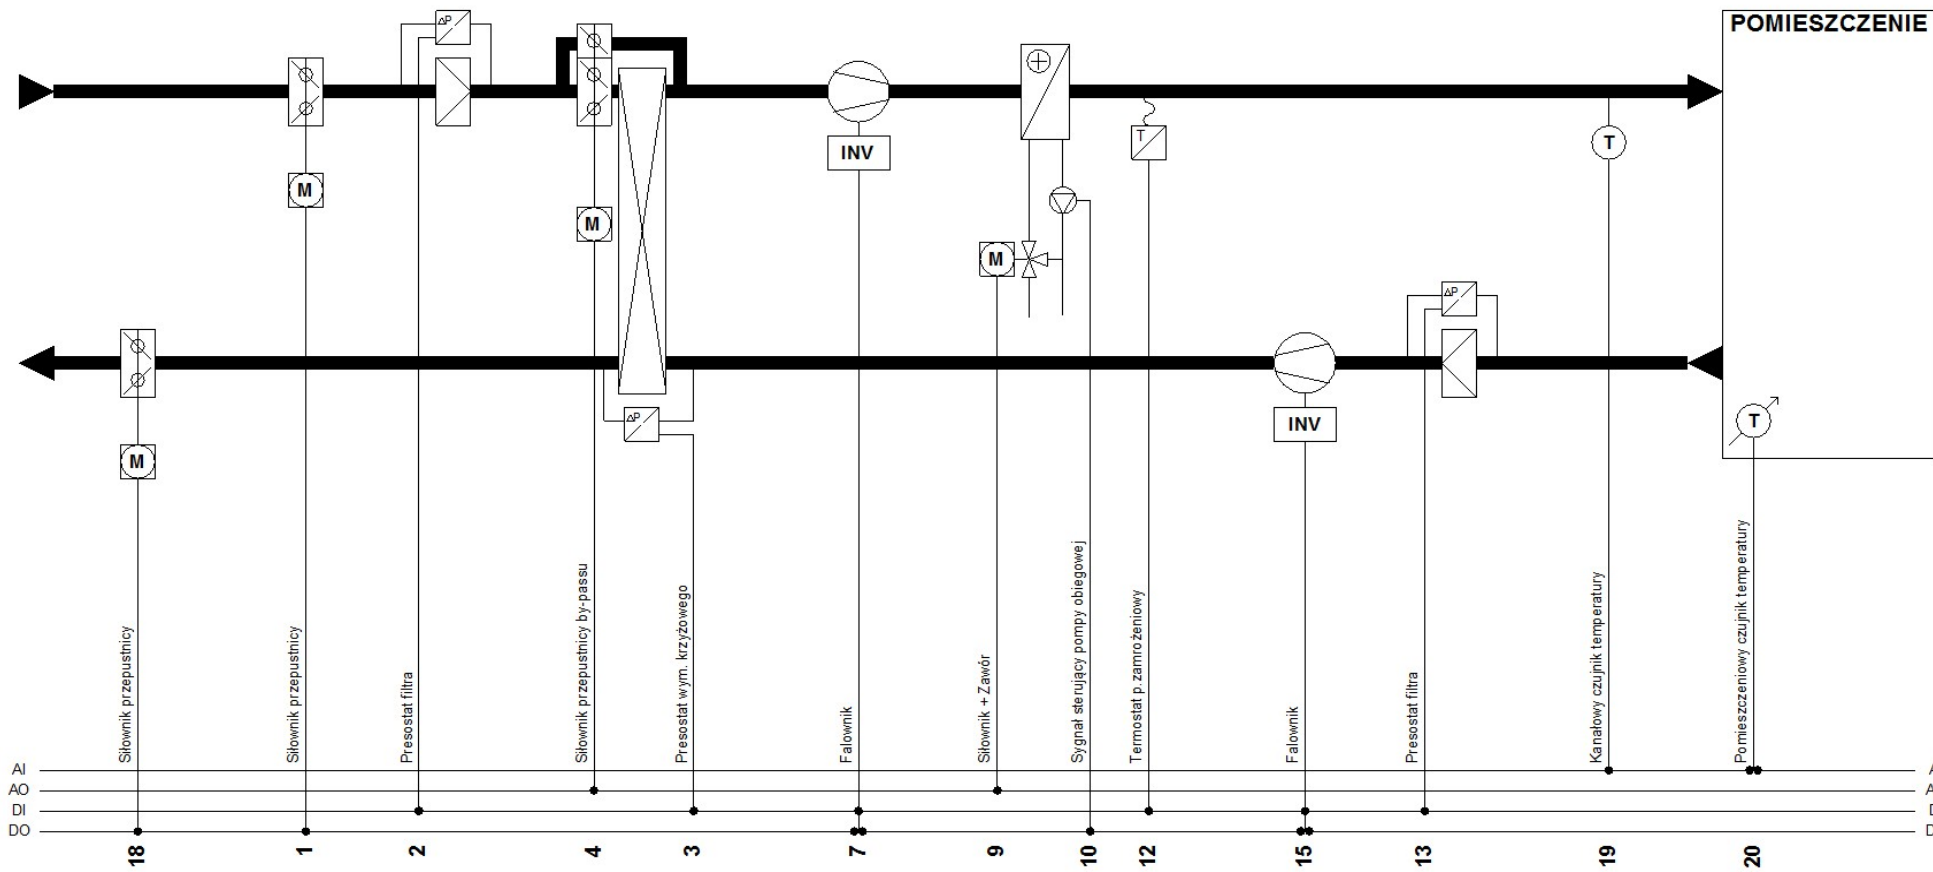 POMIESZCZENIE
ΔP
M
M
INV
T
T
M
M
ΔP
M
ΔP
INV
T
Siłownik przepustnicy
Siłownik przepustnicy
Presostat filtra
Siłownik przepustnicy by-passu
Presostat wym. krzyżowego
Falownik
Siłownik + Zawór
Sygnał sterujący pompy obiegowej
Termostat p.zamrożeniowy
Falownik
Presostat filtra
Kanałowy czujnik temperatury
Pomieszczeniowy czujnik temperatury
AI
AO
DI
DO
18
1
2
4
3
7
9
10
12
15
13
19
20